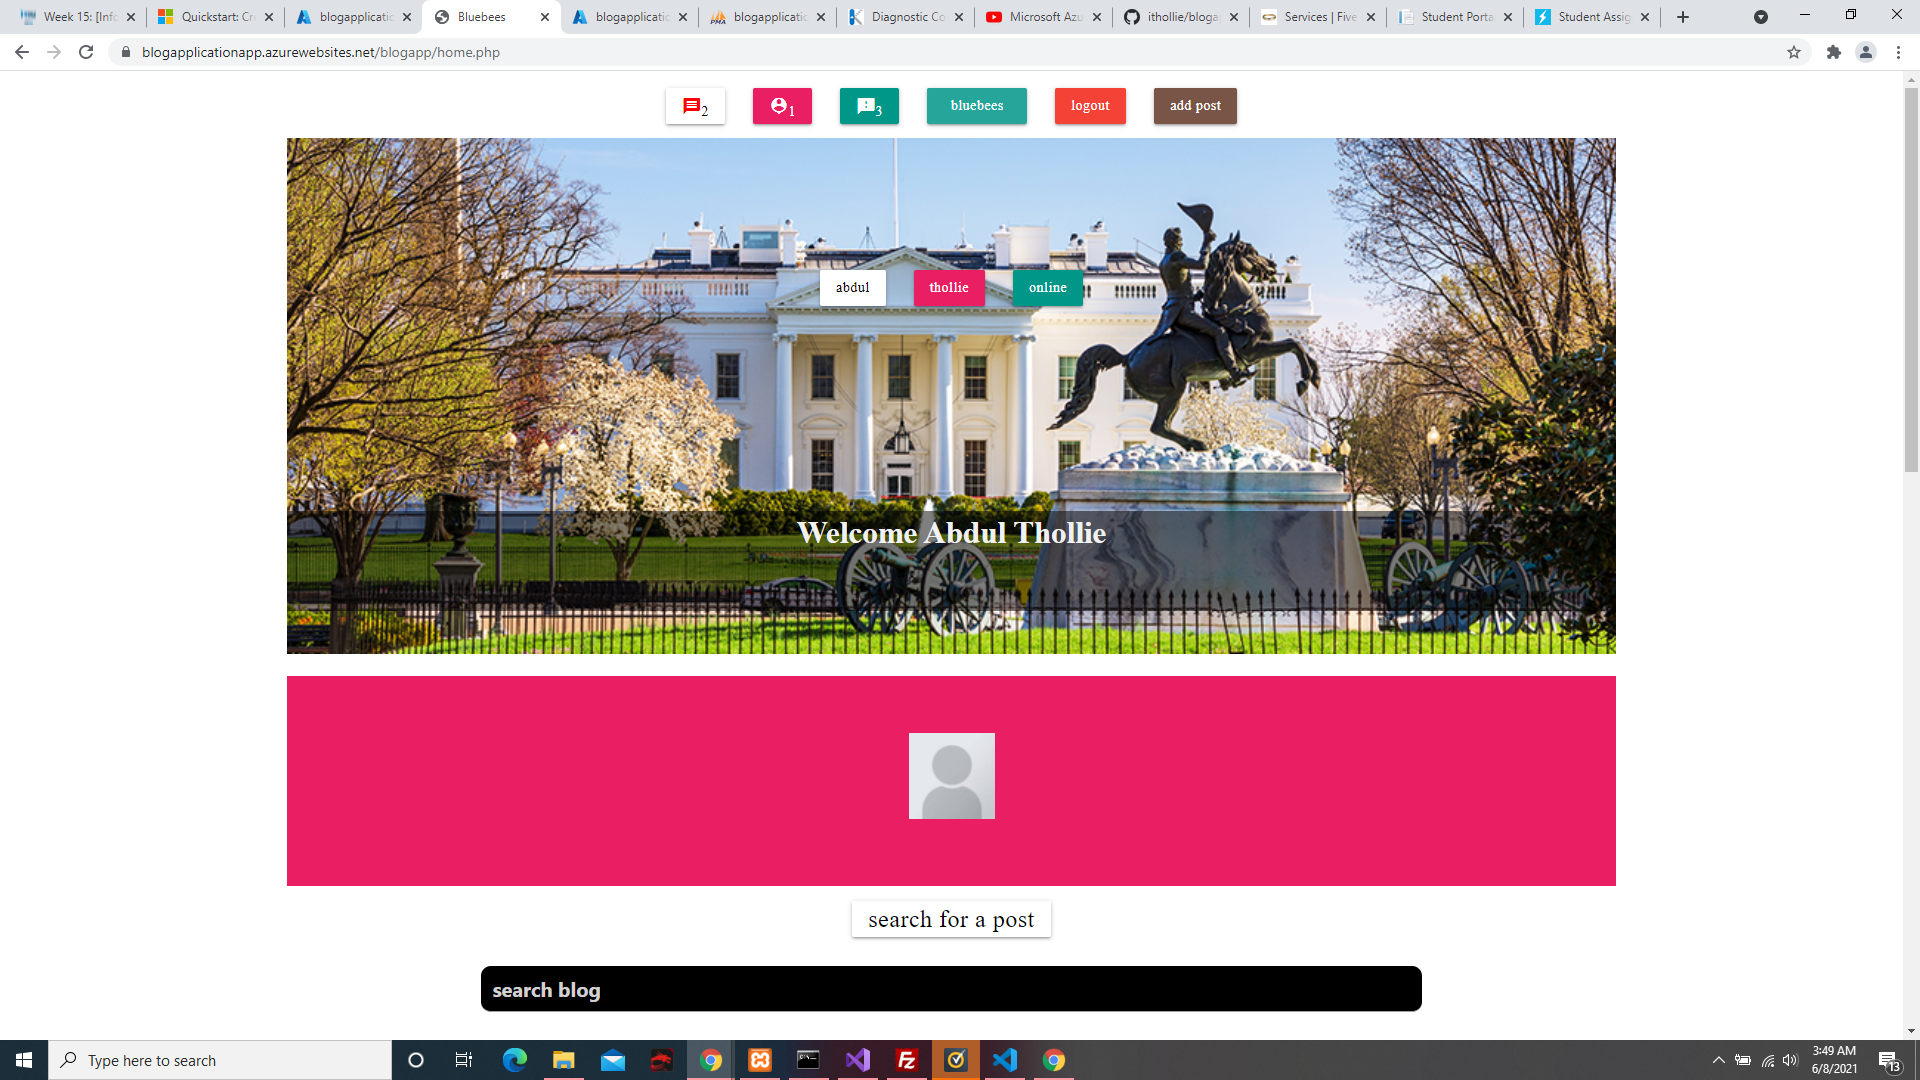 Week 15: [Info
Quickstart: Cre
blogapplicatio
Bluebees
blogapplicatio
blogapplicatio
Diagnostic Co
Microsoft Azu
ithollie/bloga
Services | Five
Student Porta
Student Assig
blogapplicationapp.azurewebsites.net/blogapp/home.php
2
1
3
bluebees
logout
add post
abdul
thollie
online
Welcome Abdul Thollie
search for a post
search blog
Type here to search
3:49 AM
6/8/2021
13